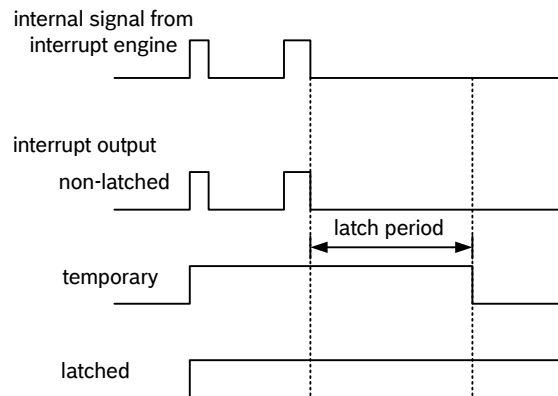 internal signal from
interrupt engine
interrupt output
non-latched
latch period
temporary
latched